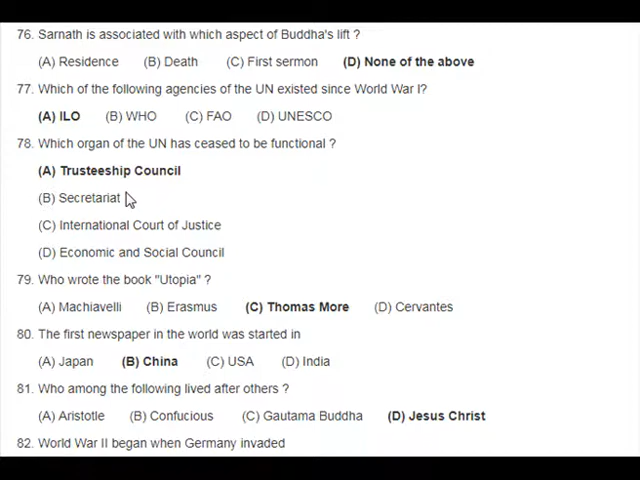 76. Sarnath is associated with which aspect of Buddha's lift ?
(A) Residence (B) Death (C) First sermon (D) None of the above
77. Which of the following agencies of the UN existed since World War I?
(A) ILO (B) WHO (C) FAO (D) UNESCO
78. Which organ of the UN has ceased to be functional ?
(A) Trusteeship Council
(B) Secretariat
(C) International Court of Justice
(D) Economic and Social Council
79. Who wrote the book "Utopia" ?
(A) Machiavelli (B) Erasmus (C) Thomas More (D) Cervantes
80. The first newspaper in the world was started in
(A) Japan (B) China (C) USA (D) India
81. Who among the following lived after others ?
(A) Aristotle (B) Confucious (C) Gautama Buddha (D) Jesus Christ
82. World War II began when Germany invaded